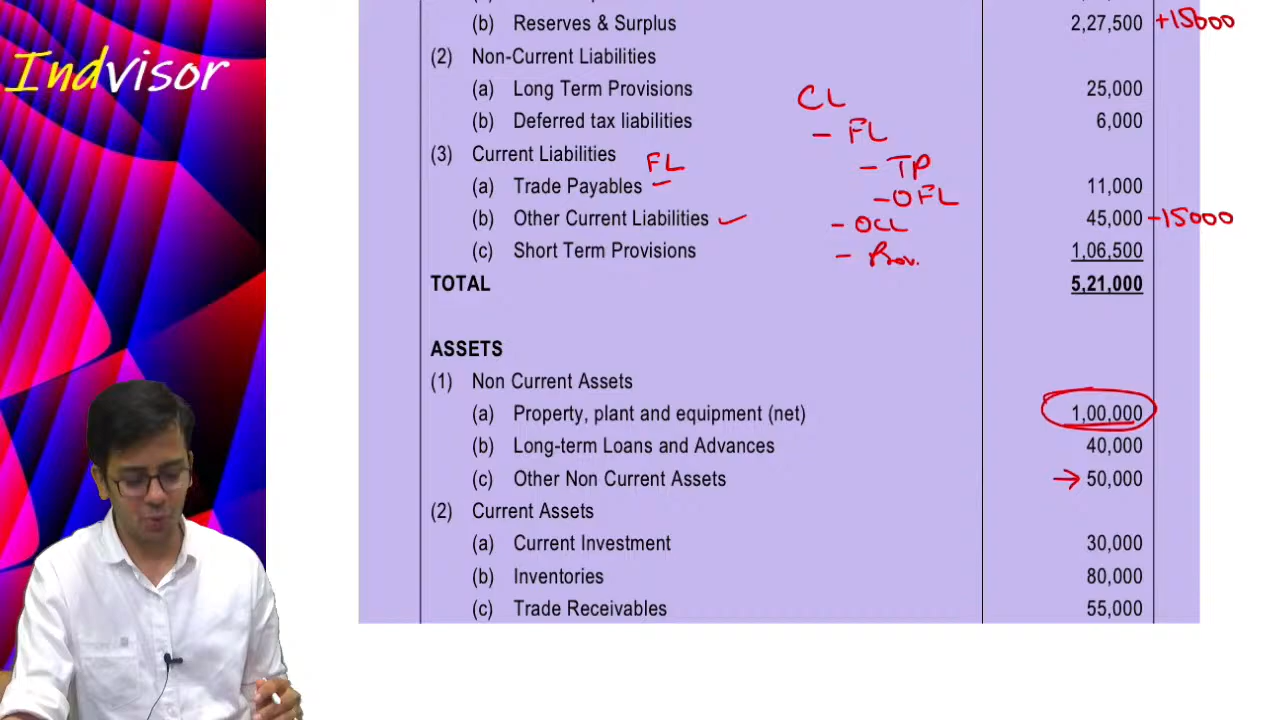 Indvisor
(b) Reserves & Surplus 2,27,500 +15000
(2) Non-Current Liabilities
(a) Long Term Provisions 25,000
CL
(b) Deferred tax liabilities 6,000
- FL
(3) Current Liabilities
FL
- TP
(a) Trade Payables 11,000
- OFL
(b) Other Current Liabilities 45,000 -15000
- OCL
(c) Short Term Provisions 1,06,500
- Prov.
TOTAL 5,21,000
ASSETS
(1) Non Current Assets
(a) Property, plant and equipment (net) 1,00,000
(b) Long-term Loans and Advances 40,000
(c) Other Non Current Assets → 50,000
(2) Current Assets
(a) Current Investment 30,000
(b) Inventories 80,000
(c) Trade Receivables 55,000